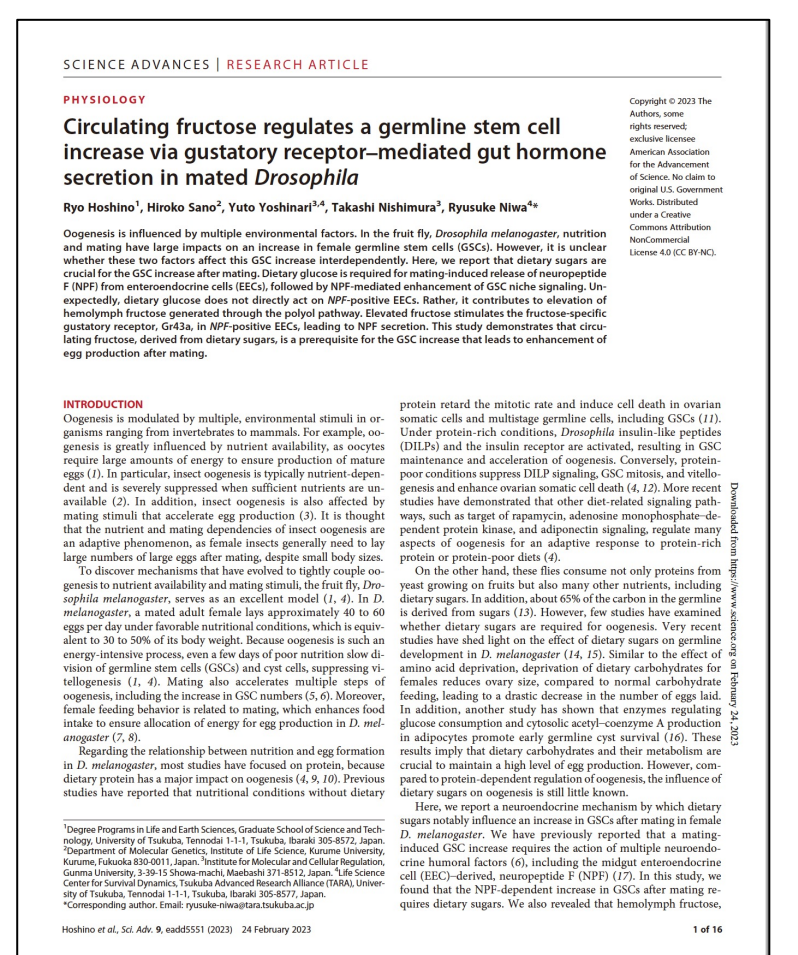 SCIENCE ADVANCES | RESEARCH ARTICLE
PHYSIOLOGY
Circulating fructose regulates a germline stem cell
increase via gustatory receptor–mediated gut hormone
secretion in mated Drosophila
Ryo Hoshino1, Hiroko Sano2, Yuto Yoshinari3,4, Takashi Nishimura3, Ryusuke Niwa4*
Oogenesis is influenced by multiple environmental factors. In the fruit fly, Drosophila melanogaster, nutrition
and mating have large impacts on an increase in female germline stem cells (GSCs). However, it is unclear
whether these two factors affect this GSC increase interdependently. Here, we report that dietary sugars are
crucial for the GSC increase after mating. Dietary glucose is required for mating-induced release of neuropeptide
F (NPF) from enteroendocrine cells (EECs), followed by NPF-mediated enhancement of GSC niche signaling. Un-
expectedly, dietary glucose does not directly act on NPF-positive EECs. Rather, it contributes to elevation of
hemolymph fructose generated through the polyol pathway. Elevated fructose stimulates the fructose-specific
gustatory receptor, Gr43a, in NPF-positive EECs, leading to NPF secretion. This study demonstrates that circu-
lating fructose, derived from dietary sugars, is a prerequisite for the GSC increase that leads to enhancement of
egg production after mating.
Copyright © 2023 The
Authors, some
rights reserved;
exclusive licensee
American Association
for the Advancement
of Science. No claim to
original U.S. Government
Works. Distributed
under a Creative
Commons Attribution
NonCommercial
License 4.0 (CC BY-NC).
INTRODUCTION
Oogenesis is modulated by multiple, environmental stimuli in or-
ganisms ranging from invertebrates to mammals. For example, oo-
genesis is greatly influenced by nutrient availability, as oocytes
require large amounts of energy to ensure production of mature
eggs (1). In particular, insect oogenesis is typically nutrient-depen-
dent and is severely suppressed when sufficient nutrients are un-
available (2). In addition, insect oogenesis is also affected by
mating stimuli that accelerate egg production (3). It is thought
that the nutrient and mating dependencies of insect oogenesis are
an adaptive phenomenon, as female insects generally need to lay
large numbers of large eggs after mating, despite small body sizes.
To discover mechanisms that have evolved to tightly couple oo-
genesis to nutrient availability and mating stimuli, the fruit fly, Dro-
sophila melanogaster, serves as an excellent model (1, 4). In D.
melanogaster, a mated adult female lays approximately 40 to 60
eggs per day under favorable nutritional conditions, which is equiv-
alent to 30 to 50% of its body weight. Because oogenesis is such an
energy-intensive process, even a few days of poor nutrition slow di-
vision of germline stem cells (GSCs) and cyst cells, suppressing vi-
tellogenesis (1, 4). Mating also accelerates multiple steps of
oogenesis, including the increase in GSC numbers (5, 6). Moreover,
female feeding behavior is related to mating, which enhances food
intake to ensure allocation of energy for egg production in D. mel-
anogaster (7, 8).
Regarding the relationship between nutrition and egg formation
in D. melanogaster, most studies have focused on protein, because
dietary protein has a major impact on oogenesis (4, 9, 10). Previous
studies have reported that nutritional conditions without dietary
protein retard the mitotic rate and induce cell death in ovarian
somatic cells and multistage germline cells, including GSCs (11).
Under protein-rich conditions, Drosophila insulin-like peptides
(DILPs) and the insulin receptor are activated, resulting in GSC
maintenance and acceleration of oogenesis. Conversely, protein-
poor conditions suppress DILP signaling, GSC mitosis, and vitello-
genesis and enhance ovarian somatic cell death (4, 12). More recent
studies have demonstrated that other diet-related signaling path-
ways, such as target of rapamycin, adenosine monophosphate–de-
pendent protein kinase, and adiponectin signaling, regulate many
aspects of oogenesis for an adaptive response to protein-rich
protein or protein-poor diets (4).
On the other hand, these flies consume not only proteins from
yeast growing on fruits but also many other nutrients, including
dietary sugars. In addition, about 65% of the carbon in the germline
is derived from sugars (13). However, few studies have examined
whether dietary sugars are required for oogenesis. Very recent
studies have shed light on the effect of dietary sugars on germline
development in D. melanogaster (14, 15). Similar to the effect of
amino acid deprivation, deprivation of dietary carbohydrates for
females reduces ovary size, compared to normal carbohydrate
feeding, leading to a drastic decrease in the number of eggs laid.
In addition, another study has shown that enzymes regulating
glucose consumption and cytosolic acetyl–coenzyme A production
in adipocytes promote early germline cyst survival (16). These
results imply that dietary carbohydrates and their metabolism are
crucial to maintain a high level of egg production. However, com-
pared to protein-dependent regulation of oogenesis, the influence of
dietary sugars on oogenesis is still little known.
Here, we report a neuroendocrine mechanism by which dietary
sugars notably influence an increase in GSCs after mating in female
D. melanogaster. We have previously reported that a mating-
induced GSC increase requires the action of multiple neuroendo-
crine humoral factors (6), including the midgut enteroendocrine
cell (EEC)–derived, neuropeptide F (NPF) (17). In this study, we
found that the NPF-dependent increase in GSCs after mating re-
quires dietary sugars. We also revealed that hemolymph fructose,
1Degree Programs in Life and Earth Sciences, Graduate School of Science and Tech-
nology, University of Tsukuba, Tennodai 1-1-1, Tsukuba, Ibaraki 305-8572, Japan.
2Department of Molecular Genetics, Institute of Life Science, Kurume University,
Kurume, Fukuoka 830-0011, Japan. 3Institute for Molecular and Cellular Regulation,
Gunma University, 3-39-15 Showa-machi, Maebashi 371-8512, Japan. 4Life Science
Center for Survival Dynamics, Tsukuba Advanced Research Alliance (TARA), Univer-
sity of Tsukuba, Tennodai 1-1-1, Tsukuba, Ibaraki 305-8577, Japan.
*Corresponding author. Email: ryusuke-niwa@tara.tsukuba.ac.jp
Downloaded from https://www.science.org on February 24, 2023
Hoshino et al., Sci. Adv. 9, eadd5551 (2023) 24 February 2023
1 of 16